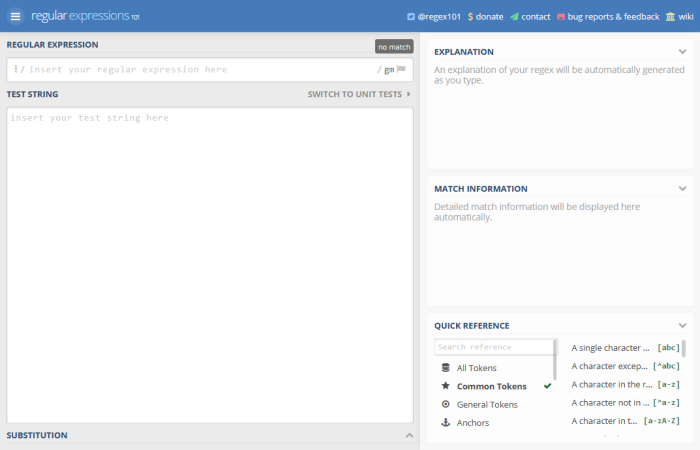 regular expressions 101
@regex101 $ donate contact bug reports & feedback wiki
REGULAR EXPRESSION
no match
/ insert your regular expression here / gm
TEST STRING
SWITCH TO UNIT TESTS
insert your test string here
SUBSTITUTION
EXPLANATION
An explanation of your regex will be automatically generated
as you type.
MATCH INFORMATION
Detailed match information will be displayed here
automatically.
QUICK REFERENCE
Search reference
All Tokens
Common Tokens
General Tokens
Anchors
A single character ... [abc]
A character excep... [^abc]
A character in the r... [a-z]
A character not in ... [^a-z]
A character in t... [a-zA-Z]